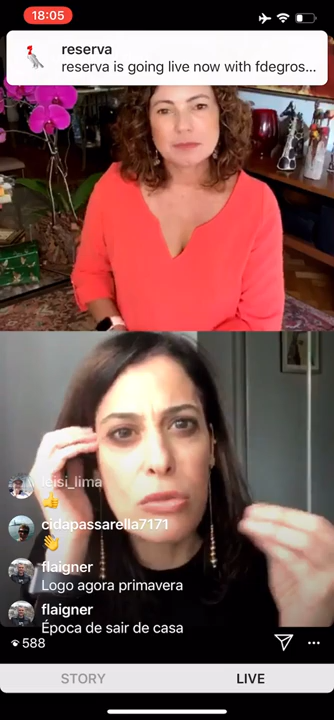 18:05
reserva
reserva is going live now with fdegros...
leisi_lima
cidapassarella7171
flaigner
Logo agora primavera
flaigner
Época de sair de casa
588
STORY
LIVE